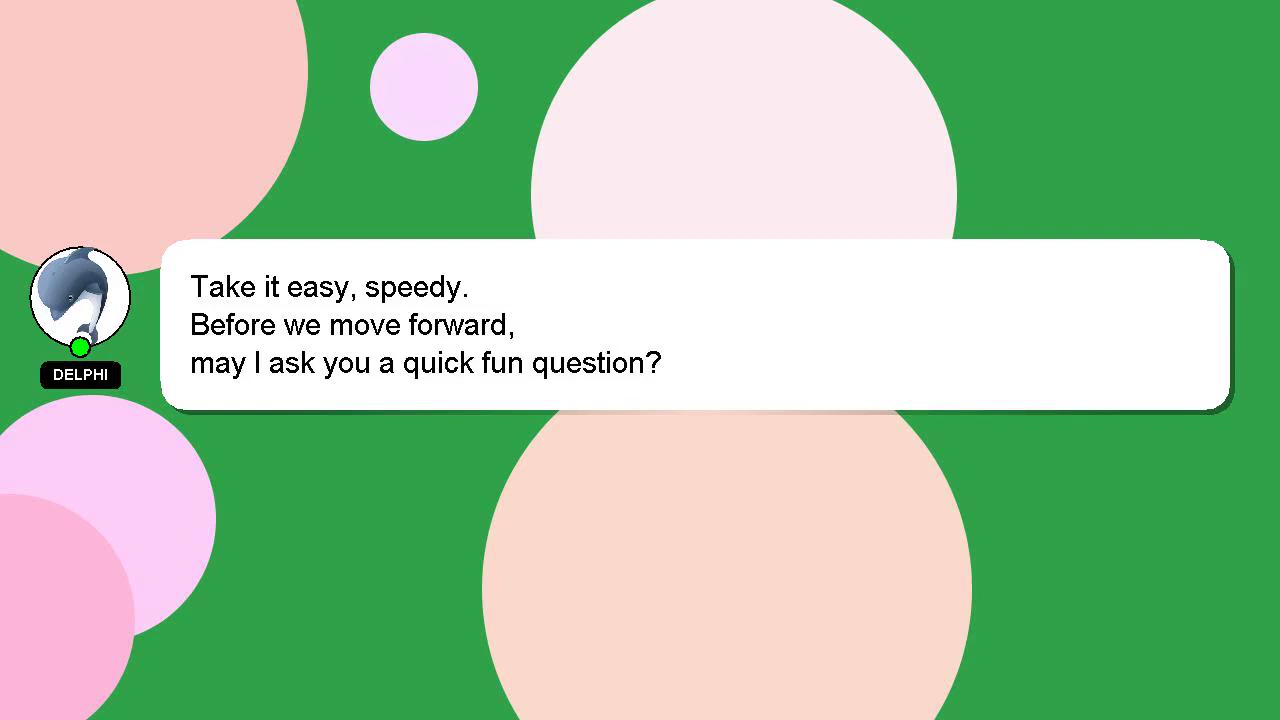 Take it easy, speedy.
Before we move forward,
may I ask you a quick fun question?
DELPHI